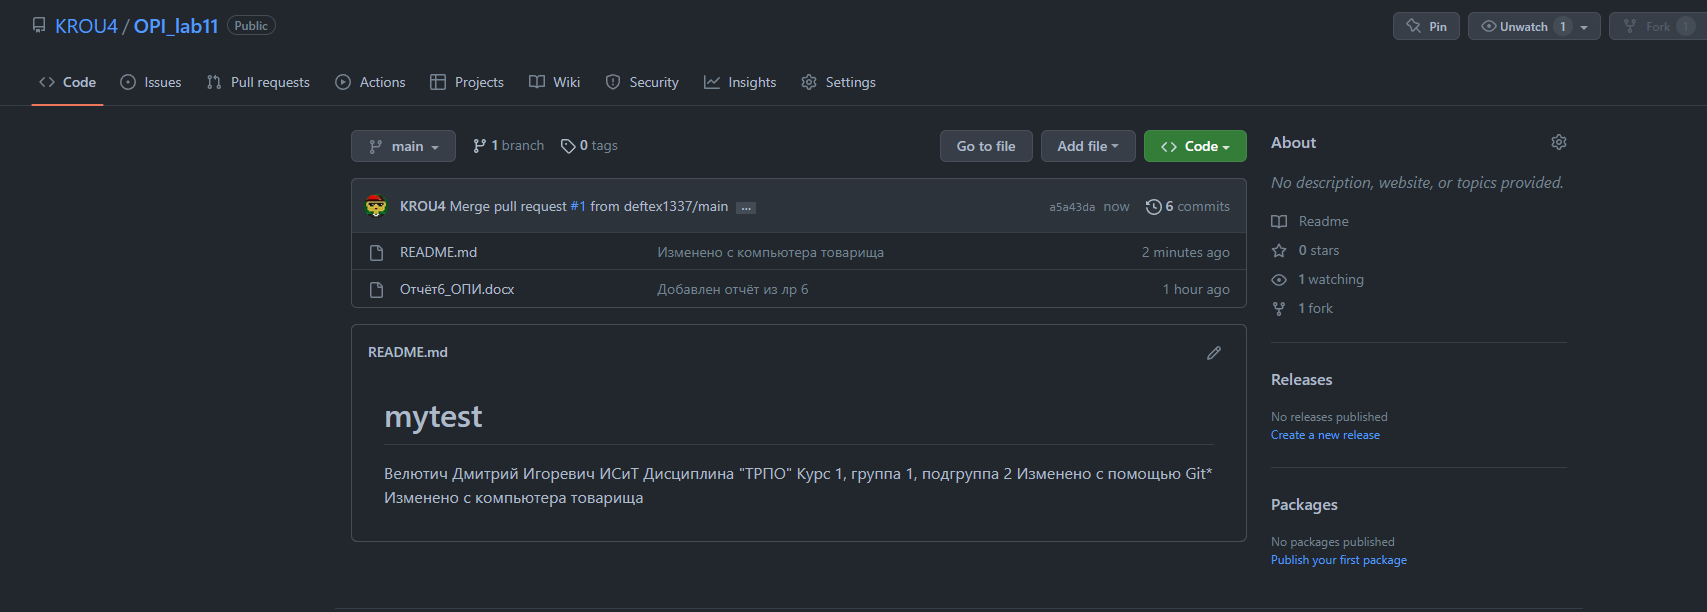 KROU4 / OPI_lab11 Public
Pin Unwatch 1 Fork 1
Code Issues Pull requests Actions Projects Wiki Security Insights Settings
main 1 branch 0 tags Go to file Add file Code
KROU4 Merge pull request #1 from deftex1337/main ... a5a43da now 6 commits
README.md Изменено с компьютера товарища 2 minutes ago
Отчёт6_ОПИ.docx Добавлен отчёт из лр 6 1 hour ago
README.md
mytest
Велютич Дмитрий Игоревич ИСиТ Дисциплина "ТРПО" Курс 1, группа 1, подгруппа 2 Изменено с помощью Git*
Изменено с компьютера товарища
About
No description, website, or topics provided.
Readme
0 stars
1 watching
1 fork
Releases
No releases published
Create a new release
Packages
No packages published
Publish your first package